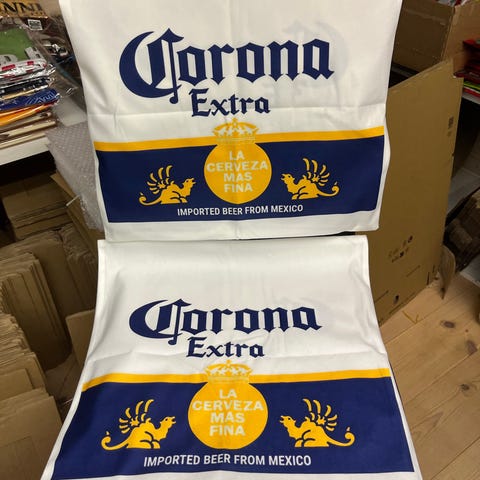 Corona
Extra
LA
CERVEZA
MAS
FINA
IMPORTED BEER FROM MEXICO
Corona
Extra
LA
CERVEZA
MAS
FINA
IMPORTED BEER FROM MEXICO